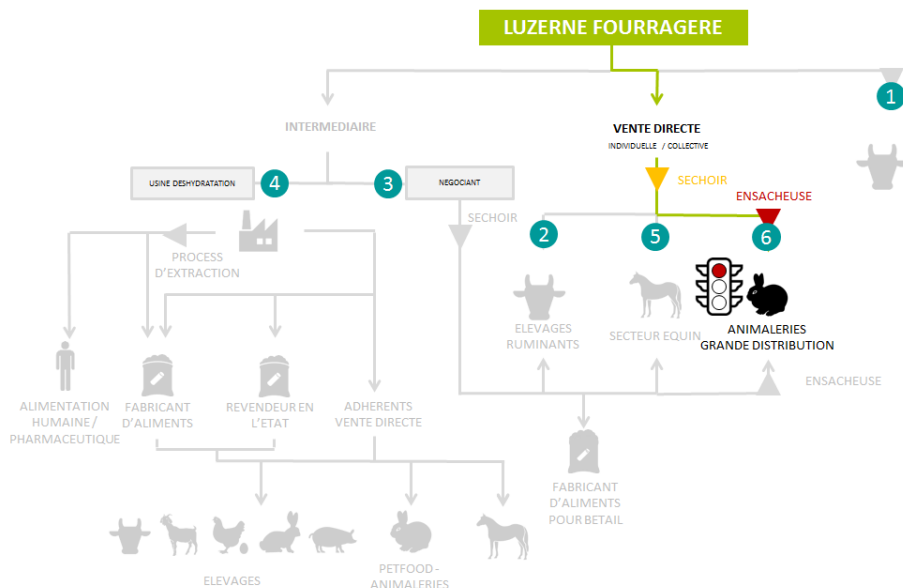 LUZERNE FOURRAGERE
1
INTERMEDIAIRE
VENTE DIRECTE
INDIVIDUELLE / COLLECTIVE
USINE DESHYDRATATION
4
3
NEGOCIANT
SECHOIR
ENSACHEUSE
SECHOIR
2
5
6
PROCESS
D'EXTRACTION
ELEVAGES
RUMINANTS
SECTEUR EQUIN
ANIMALERIES
GRANDE DISTRIBUTION
ENSACHEUSE
ALIMENTATION
HUMAINE /
PHARMACEUTIQUE
FABRICANT
D'ALIMENTS
REVENDEUR EN
L'ETAT
ADHERENTS
VENTE DIRECTE
FABRICANT
D'ALIMENTS
POUR BETAIL
ELEVAGES
PETFOOD -
ANIMALERIES